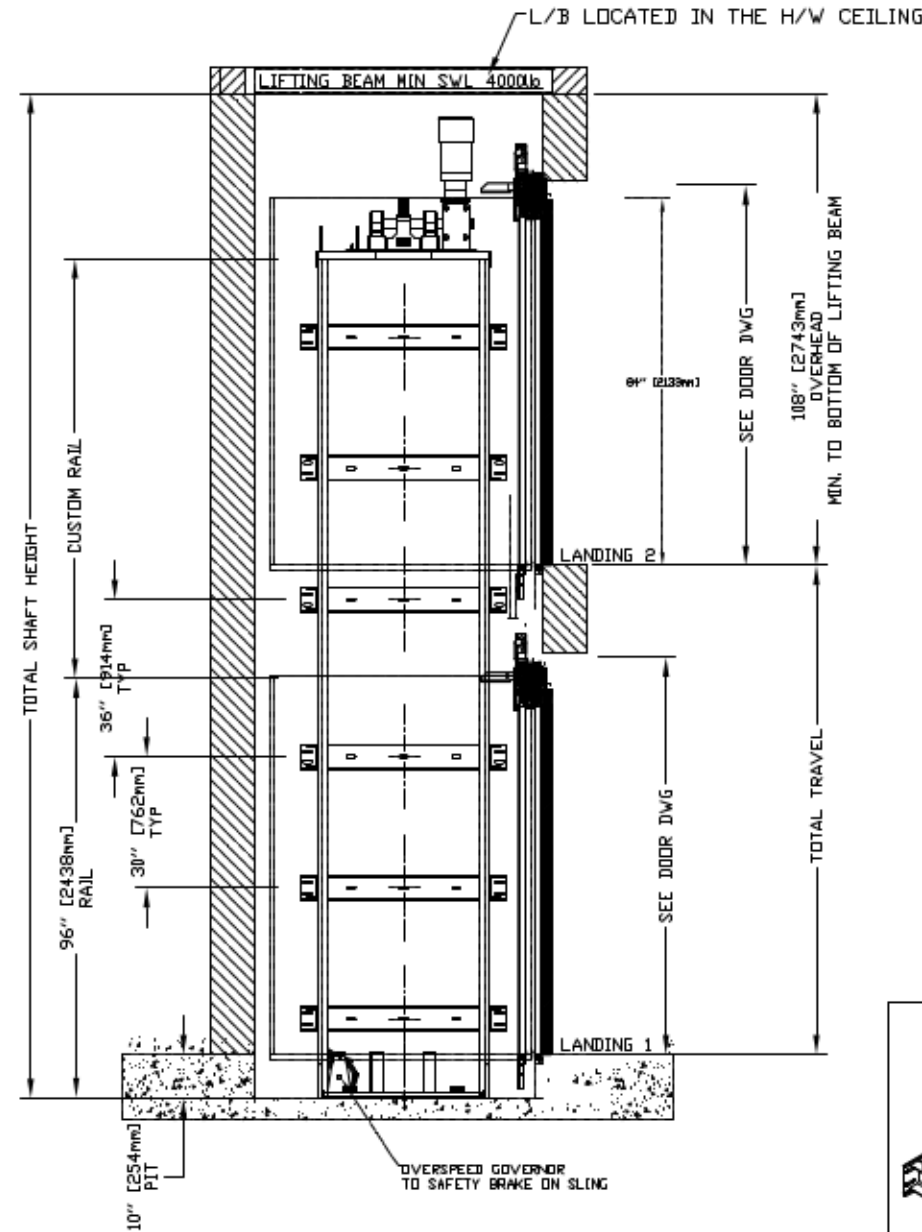 L/B LOCATED IN THE H/W CEILING
LIFTING BEAM MIN SWL 4000Lb
TOTAL SHAFT HEIGHT
CUSTOM RAIL
36" [914mm]
TYP
30" [762mm]
TYP
96" [2438mm]
RAIL
10" [254mm]
PIT
84" [2133mm]
SEE DOOR DWG
108" [2743mm]
OVERHEAD
MIN. TO BOTTOM OF LIFTING BEAM
LANDING 2
SEE DOOR DWG
TOTAL TRAVEL
LANDING 1
OVERSPEED GOVERNOR
TO SAFETY BRAKE ON SLING